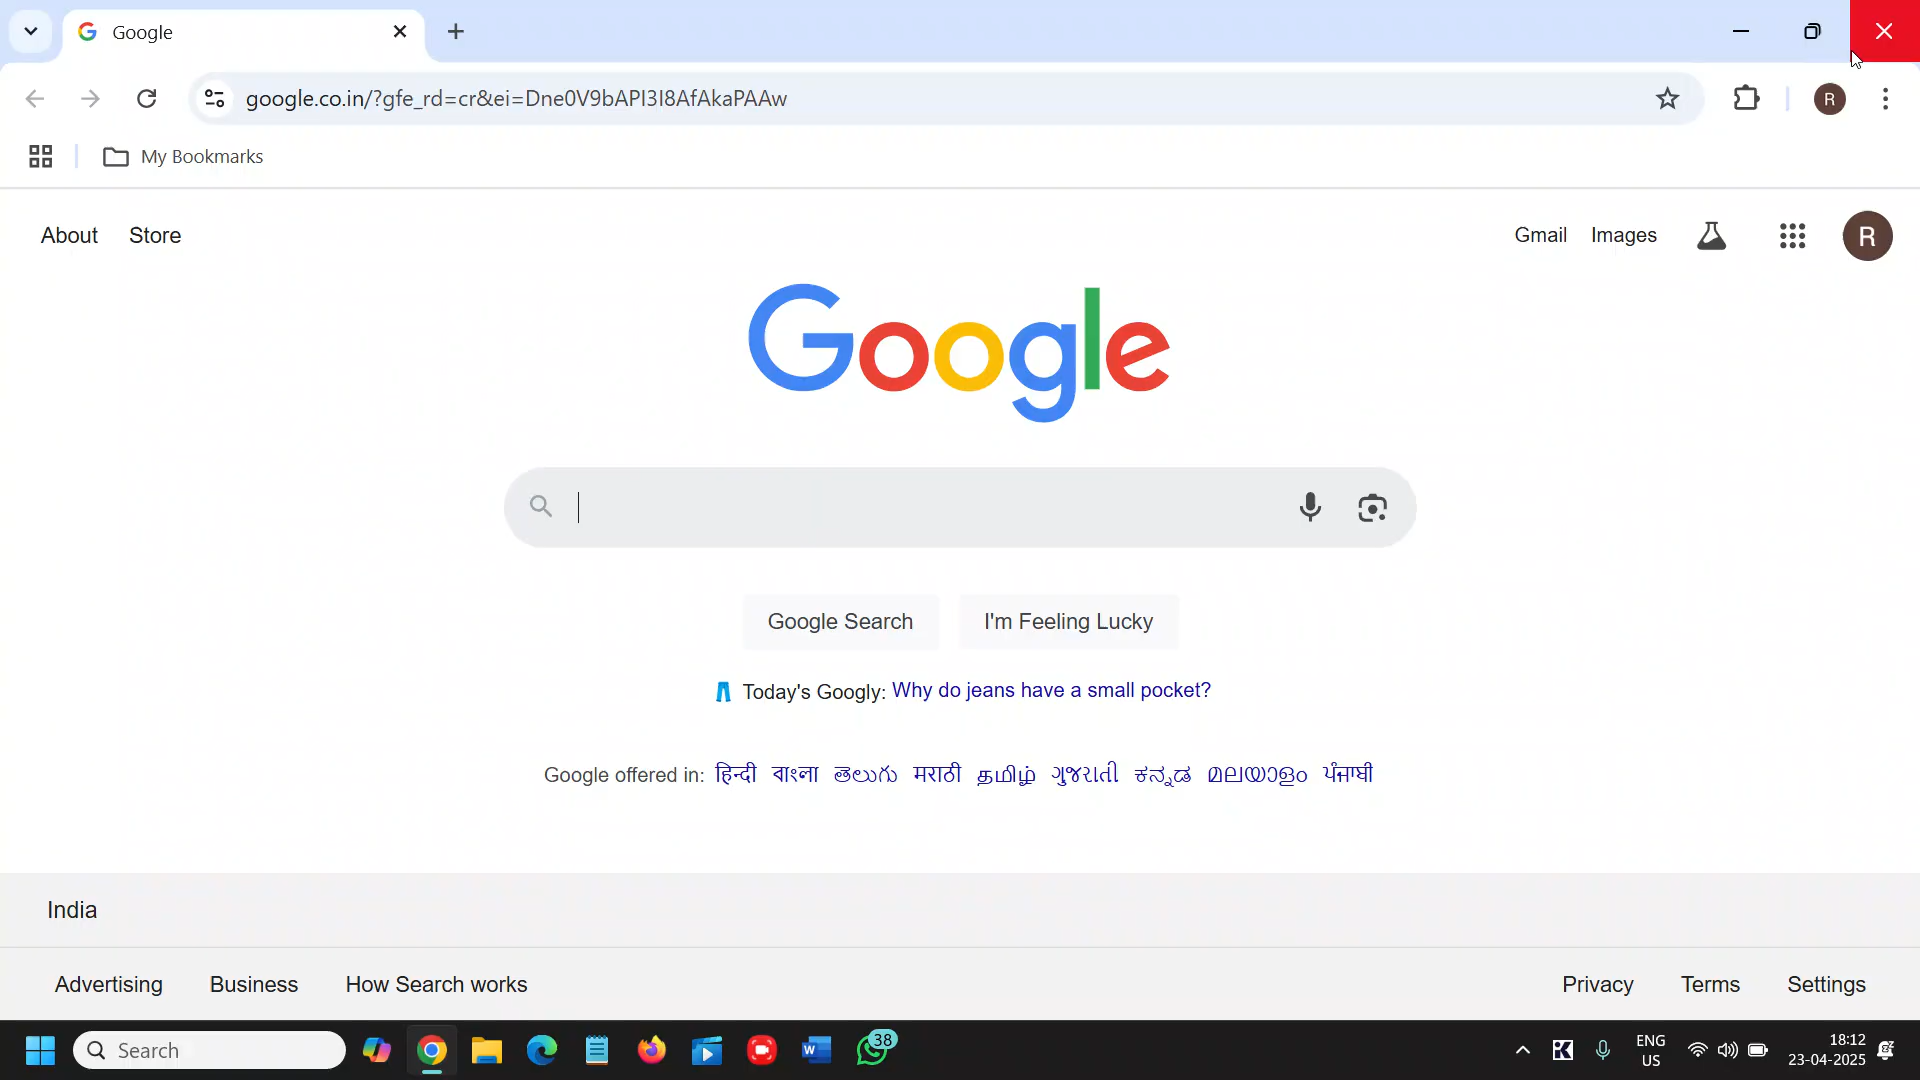 Google
google.co.in/?gfe_rd=cr&ei=Dne0V9bAPI3I8AfAkaPAAw
R
My Bookmarks
About Store Gmail Images R
Google
Google Search I'm Feeling Lucky
Today's Googly: Why do jeans have a small pocket?
Google offered in: हिन्दी বাংলা తెలుగు मराठी தமிழ் ગુજરાતી ಕನ್ನಡ മലയാളം ਪੰਜਾਬੀ
India
Advertising Business How Search works Privacy Terms Settings
Search 38 ENG US 18:12 23-04-2025